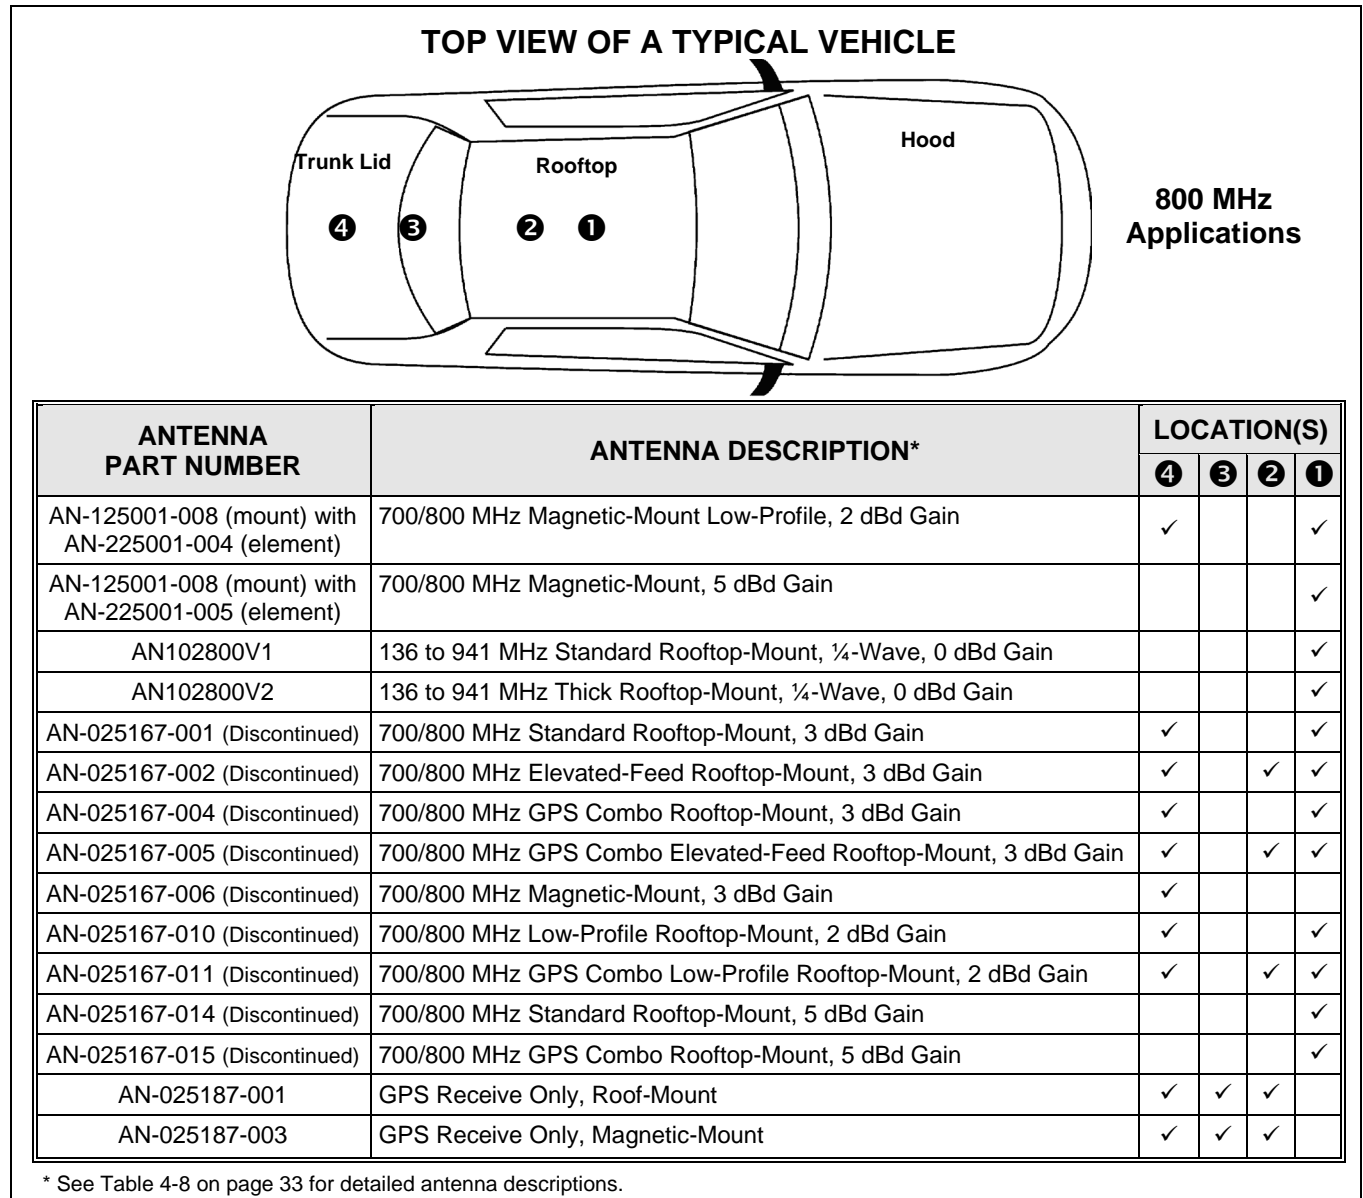 TOP VIEW OF A TYPICAL VEHICLE
Trunk Lid
Rooftop
Hood
❹ ❸ ❷ ❶
800 MHz
Applications
ANTENNA
PART NUMBER
ANTENNA DESCRIPTION*
LOCATION(S)
❹ ❸ ❷ ❶
AN-125001-008 (mount) with
AN-225001-004 (element)
700/800 MHz Magnetic-Mount Low-Profile, 2 dBd Gain ✓ ✓
AN-125001-008 (mount) with
AN-225001-005 (element)
700/800 MHz Magnetic-Mount, 5 dBd Gain ✓
AN102800V1 136 to 941 MHz Standard Rooftop-Mount, ¼-Wave, 0 dBd Gain ✓
AN102800V2 136 to 941 MHz Thick Rooftop-Mount, ¼-Wave, 0 dBd Gain ✓
AN-025167-001 (Discontinued) 700/800 MHz Standard Rooftop-Mount, 3 dBd Gain ✓ ✓
AN-025167-002 (Discontinued) 700/800 MHz Elevated-Feed Rooftop-Mount, 3 dBd Gain ✓ ✓ ✓
AN-025167-004 (Discontinued) 700/800 MHz GPS Combo Rooftop-Mount, 3 dBd Gain ✓ ✓
AN-025167-005 (Discontinued) 700/800 MHz GPS Combo Elevated-Feed Rooftop-Mount, 3 dBd Gain ✓ ✓ ✓
AN-025167-006 (Discontinued) 700/800 MHz Magnetic-Mount, 3 dBd Gain ✓
AN-025167-010 (Discontinued) 700/800 MHz Low-Profile Rooftop-Mount, 2 dBd Gain ✓ ✓
AN-025167-011 (Discontinued) 700/800 MHz GPS Combo Low-Profile Rooftop-Mount, 2 dBd Gain ✓ ✓ ✓
AN-025167-014 (Discontinued) 700/800 MHz Standard Rooftop-Mount, 5 dBd Gain ✓
AN-025167-015 (Discontinued) 700/800 MHz GPS Combo Rooftop-Mount, 5 dBd Gain ✓
AN-025187-001 GPS Receive Only, Roof-Mount ✓ ✓ ✓
AN-025187-003 GPS Receive Only, Magnetic-Mount ✓ ✓ ✓
* See Table 4-8 on page 33 for detailed antenna descriptions.